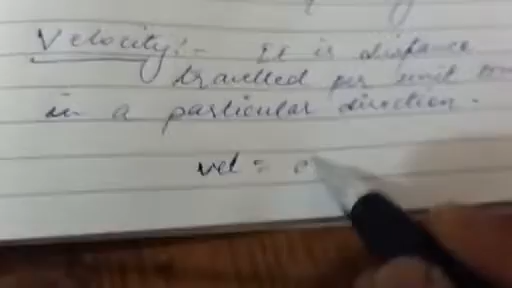 Velocity:- It is distance
travelled per unit
in a particular direction.
vel =